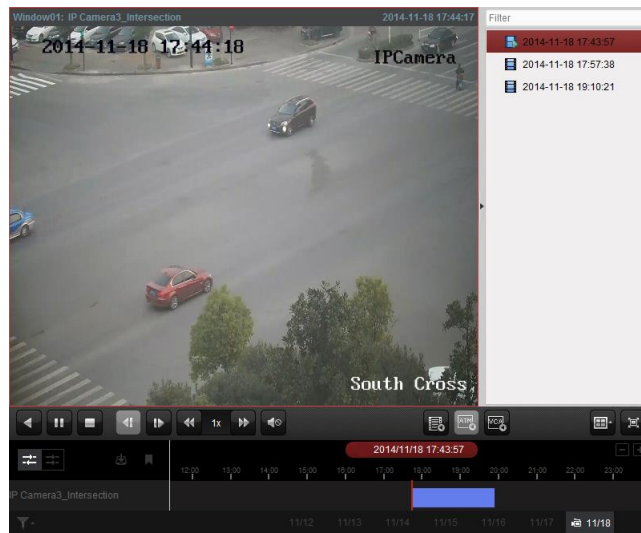 Window01: IP Camera3_Intersection 2014-11-18 17:44:17
2014-11-18 17:44:18
IPCamera
South Cross
Filter
2014-11-18 17:43:57
2014-11-18 17:57:38
2014-11-18 19:10:21
1x
ATM
VCA
2014/11/18 17:43:57
12:00 13:00 14:00 15:00 16:00 17:00 18:00 19:00 20:00 21:00 22:00 23:00
IP Camera3_Intersection
11/12 11/13 11/14 11/15 11/16 11/17 11/18